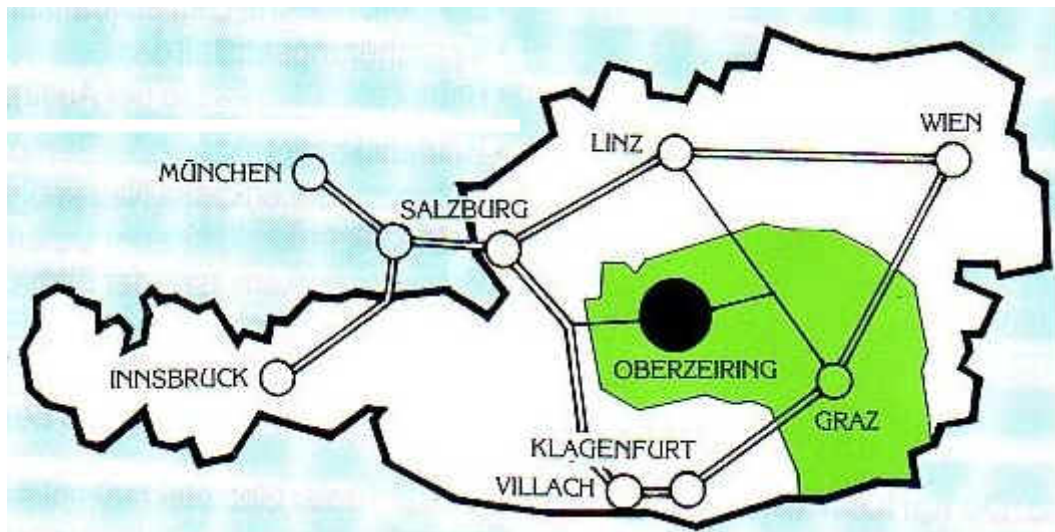 WIEN
LINZ
MÜNCHEN
SALZBURG
OBERZEIRING
INNSBRUCK
GRAZ
KLAGENFURT
VILLACH